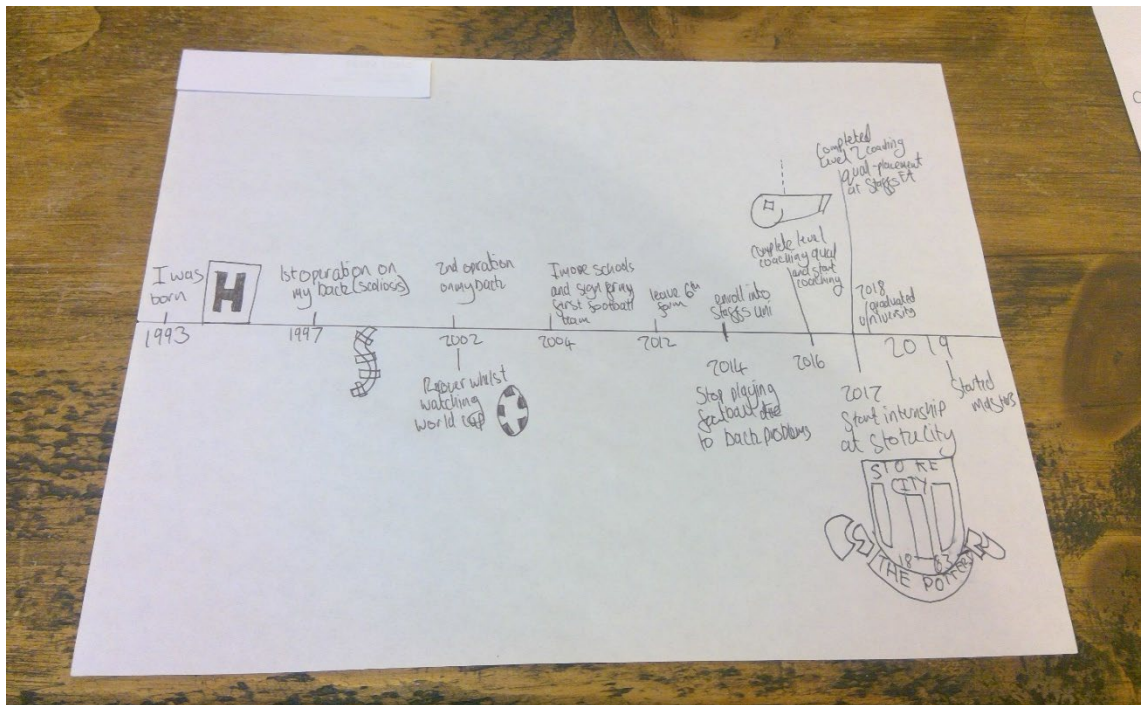 I was
born
H
1993
1st operation on
my back (scoliosis)
1997
2nd opration
on my back
2002
Recover whilst
watching
world cup
I move schools
and sign for my
first football
team
2004
leave 6th
form
2012
enroll into
staffs uni
2014
Stop playing
football due
to back problems
complete level
coaching qual
and start
coaching
2016
Completed
level 2 coaching
qual-placement
at Staffs FA
2017
Start internship
at Stoke City
STOKE
CITY
18 63
THE POTTERS
2018
graduated
university
2019
Started
masters